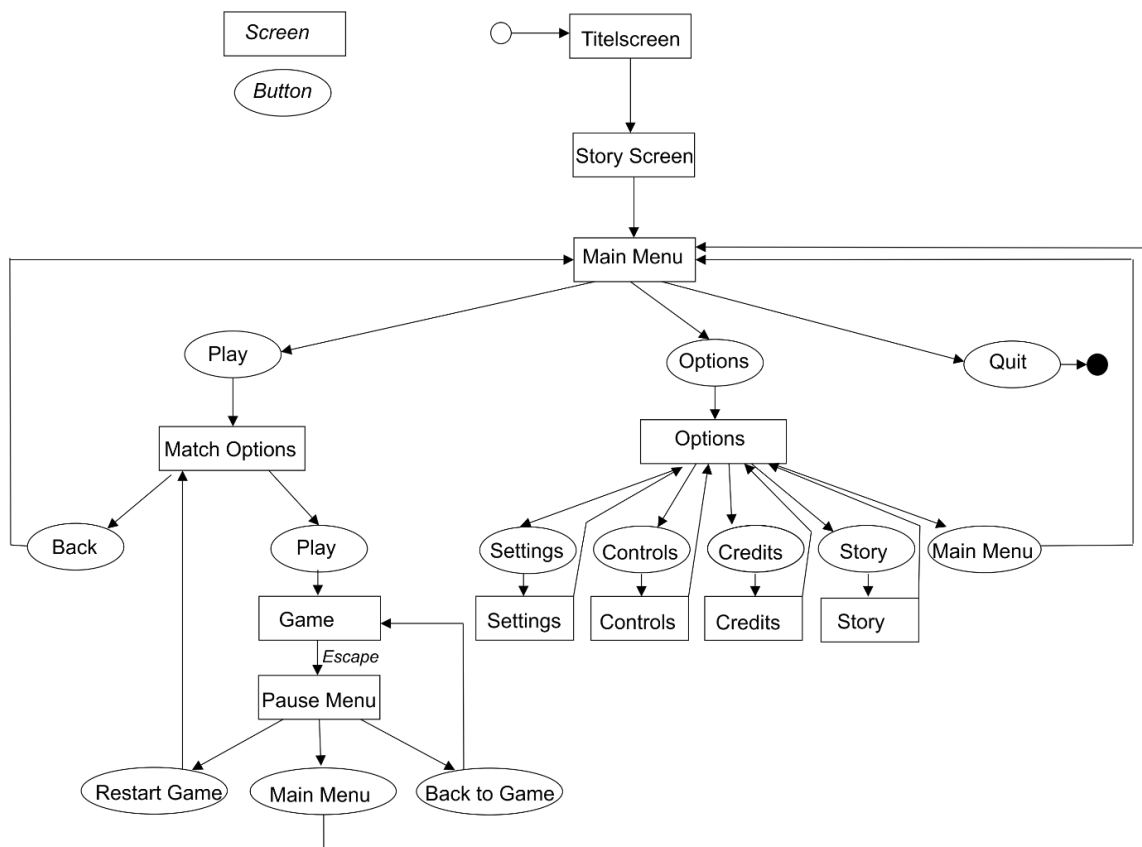 Screen
Titelscreen
Button
Story Screen
Main Menu
Play
Options
Quit
Match Options
Options
Back
Play
Settings
Controls
Credits
Story
Main Menu
Game
Settings
Controls
Credits
Story
Escape
Pause Menu
Restart Game
Main Menu
Back to Game